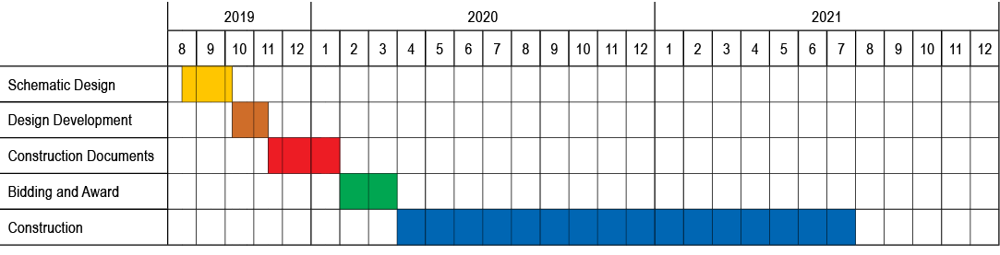 2019 2020 2021
8 9 10 11 12 1 2 3 4 5 6 7 8 9 10 11 12 1 2 3 4 5 6 7 8 9 10 11 12
Schematic Design
Design Development
Construction Documents
Bidding and Award
Construction